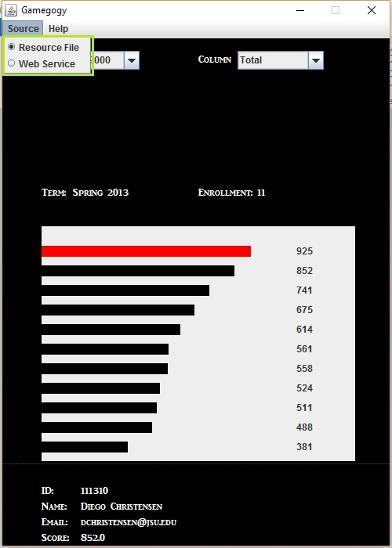 Gamegogy
Source Help
Resource File
Web Service
000
Column Total
Term: Spring 2013 Enrollment: 11
925
852
741
675
614
561
558
524
511
488
381
ID: 111310
Name: Diego Christensen
Email: dchristensen@jsu.edu
Score: 852.0